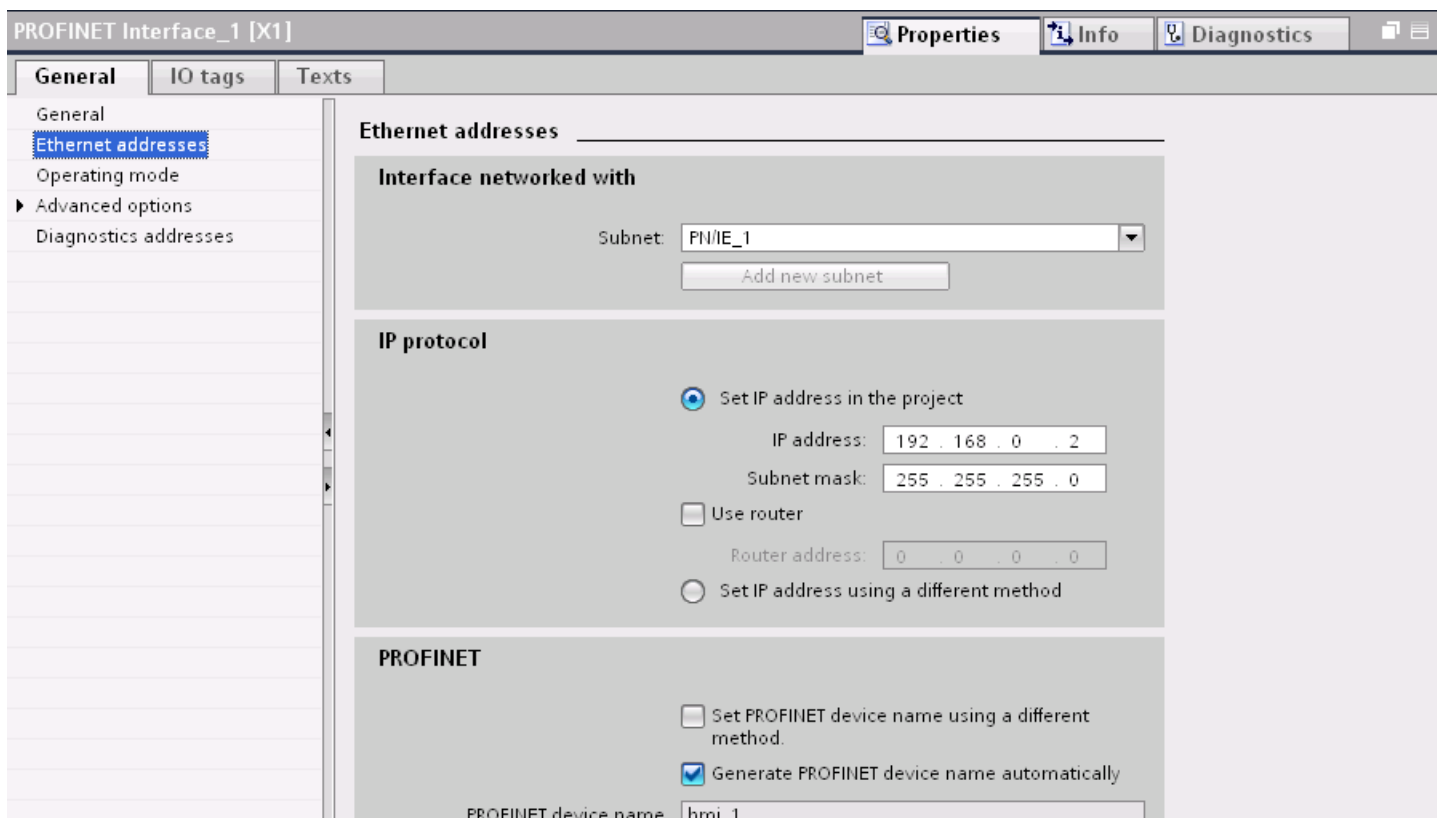 PROFINET Interface_1 [X1]
Properties
Info
Diagnostics
General
IO tags
Texts
General
Ethernet addresses
Operating mode
Advanced options
Diagnostics addresses
Ethernet addresses
Interface networked with
Subnet: PN/IE_1
Add new subnet
IP protocol
Set IP address in the project
IP address: 192 . 168 . 0 . 2
Subnet mask: 255 . 255 . 255 . 0
Use router
Router address: 0 . 0 . 0 . 0
Set IP address using a different method
PROFINET
Set PROFINET device name using a different
method.
Generate PROFINET device name automatically
PROFINET device name hmi_1